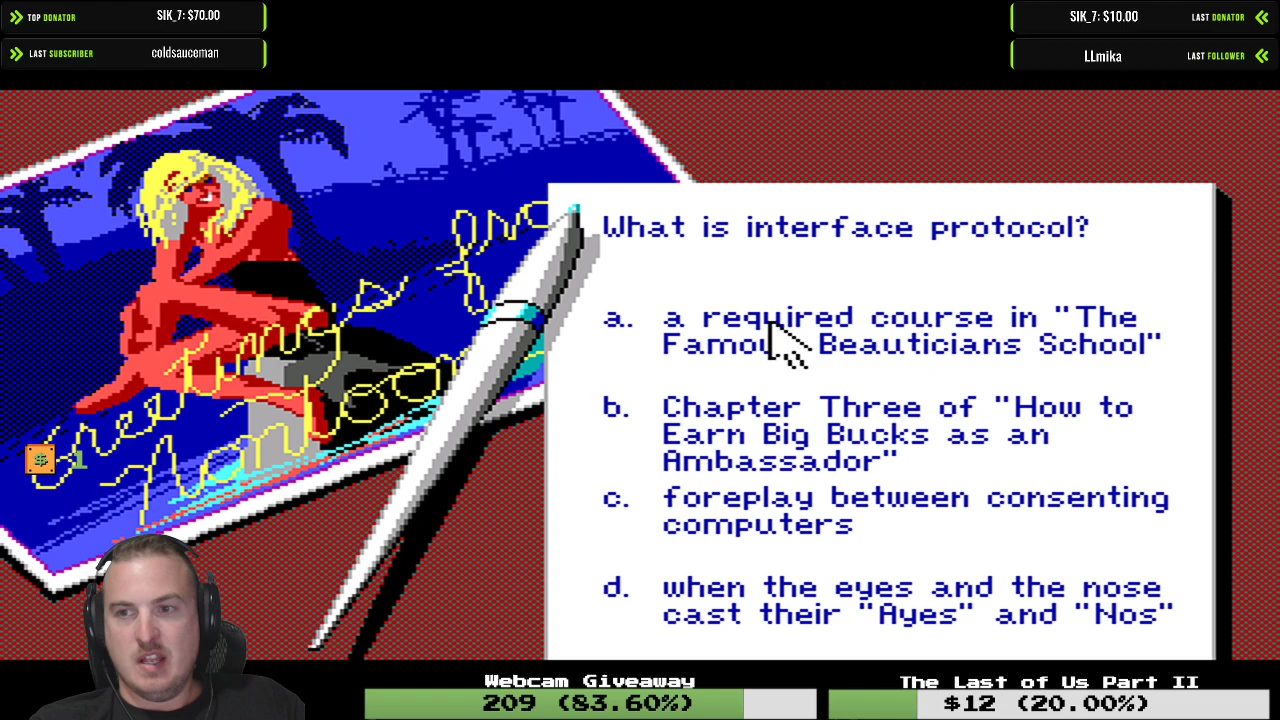 TOP DONATOR
SIK_7: $70.00
LAST SUBSCRIBER
coldsauceman
SIK_7: $10.00
LAST DONATOR
LLmika
LAST FOLLOWER
What is interface protocol?
a. a required course in "The
Beauticians School"
b. Chapter Three of "How to
Earn Big Bucks as an
Ambassador"
c. foreplay between consenting
computers
d. when the eyes and the nose
cast their "Ayes" and "Nos"
Greetings fro
$ 1
Webcam Giveaway
209 (83.60%)
The Last of Us Part II
$12 (20.00%)